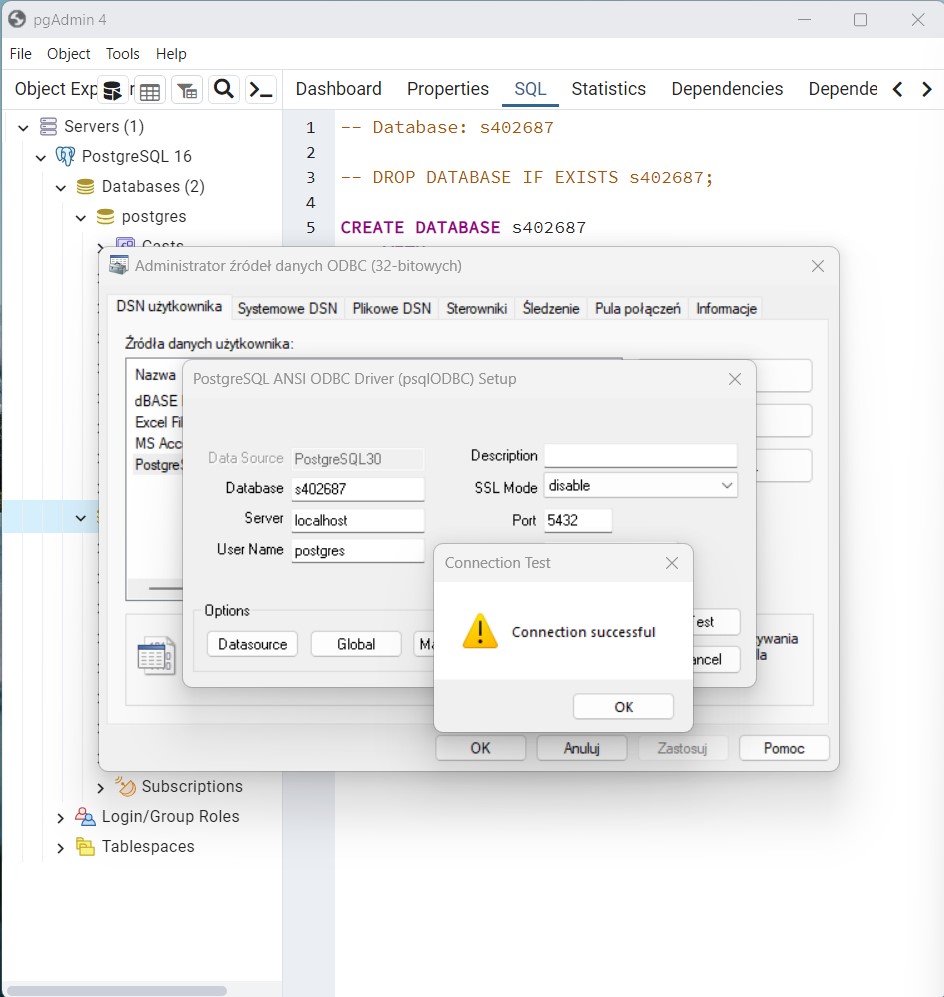 pgAdmin 4
File Object Tools Help
Object Exp r
Dashboard Properties SQL Statistics Dependencies Depende
Servers (1)
PostgreSQL 16
Databases (2)
postgres
Casts
Subscriptions
Login/Group Roles
Tablespaces
1 -- Database: s402687
2
3 -- DROP DATABASE IF EXISTS s402687;
4
5 CREATE DATABASE s402687
Administrator źródeł danych ODBC (32-bitowych)
DSN użytkownika Systemowe DSN Plikowe DSN Sterowniki Śledzenie Pula połączeń Informacje
Źródła danych użytkownika:
Nazwa
dBASE
Excel Fil
MS Acc
Postgre
PostgreSQL ANSI ODBC Driver (psqlODBC) Setup
Data Source PostgreSQL30
Description
Database s402687
SSL Mode disable
Server localhost
Port 5432
User Name postgres
Options
Datasource Global Ma
est
ancel
Connection Test
Connection successful
OK
ywania
la
OK Anuluj Zastosuj Pomoc